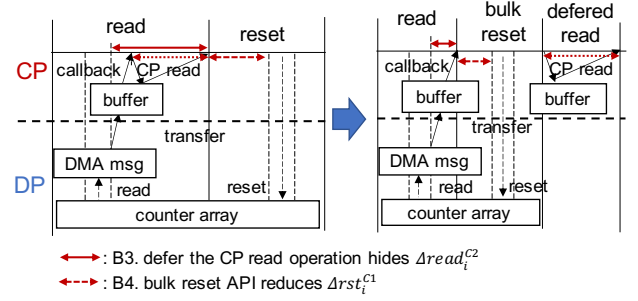 read
reset
CP
callback
CP read
buffer
transfer
DMA msg
DP
read
reset
counter array
read
bulk
reset
defered
read
callback
CP read
buffer
buffer
transfer
DMA msg
read
reset
counter array
: B3. defer the CP read operation hides Δread_i^{C2}
: B4. bulk reset API reduces Δrst_i^{C1}